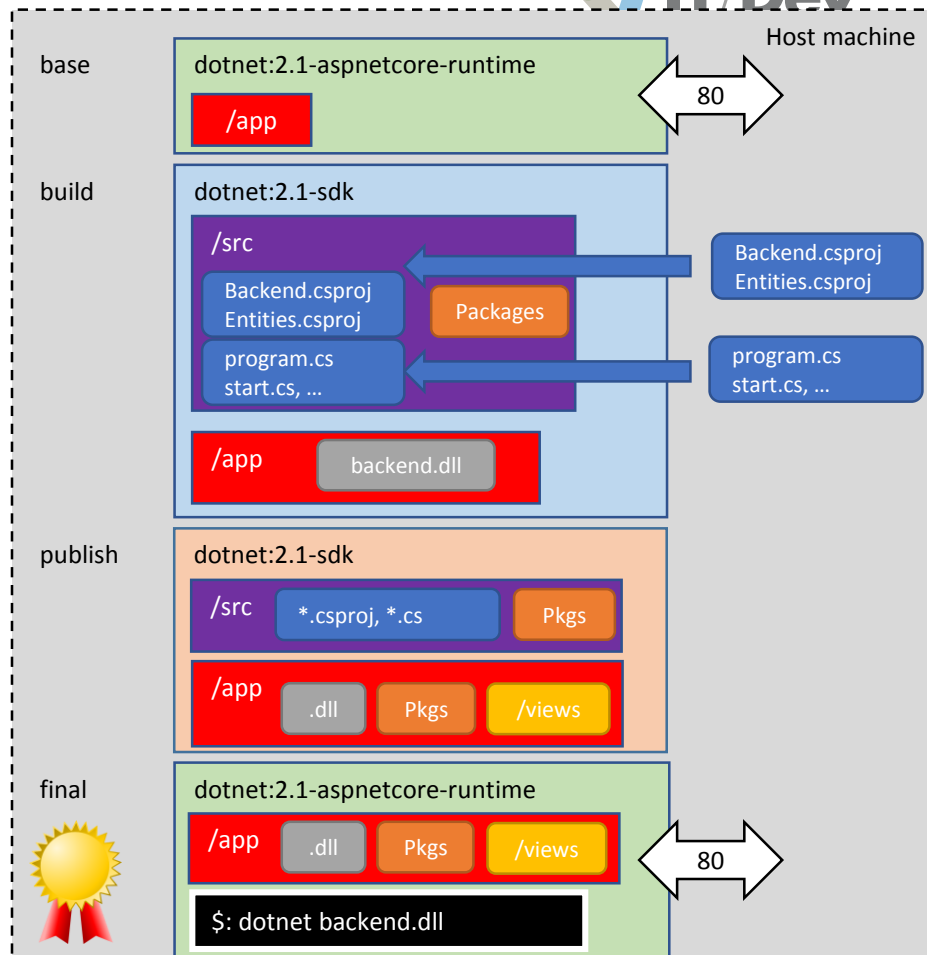 IT/Dev
Host machine
base
dotnet:2.1-aspnetcore-runtime
80
/app
build
dotnet:2.1-sdk
/src
Backend.csproj
Entities.csproj
Packages
program.cs
start.cs, ...
Backend.csproj
Entities.csproj
program.cs
start.cs, ...
/app
backend.dll
publish
dotnet:2.1-sdk
/src
*.csproj, *.cs
Pkgs
/app
.dll
Pkgs
/views
final
dotnet:2.1-aspnetcore-runtime
/app
.dll
Pkgs
/views
80
$: dotnet backend.dll